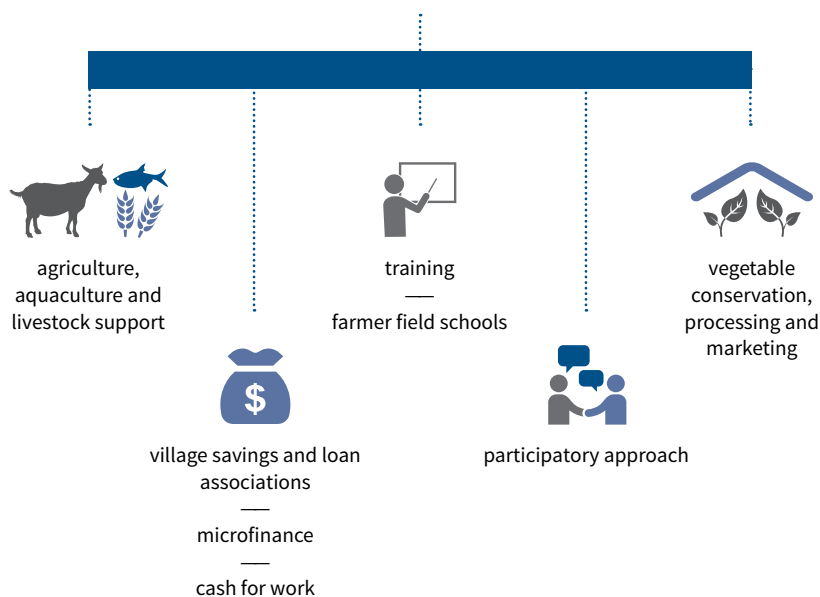 agriculture,
aquaculture and
livestock support
training
farmer field schools
vegetable
conservation,
processing and
marketing
$
village savings and loan
associations
microfinance
cash for work
participatory approach